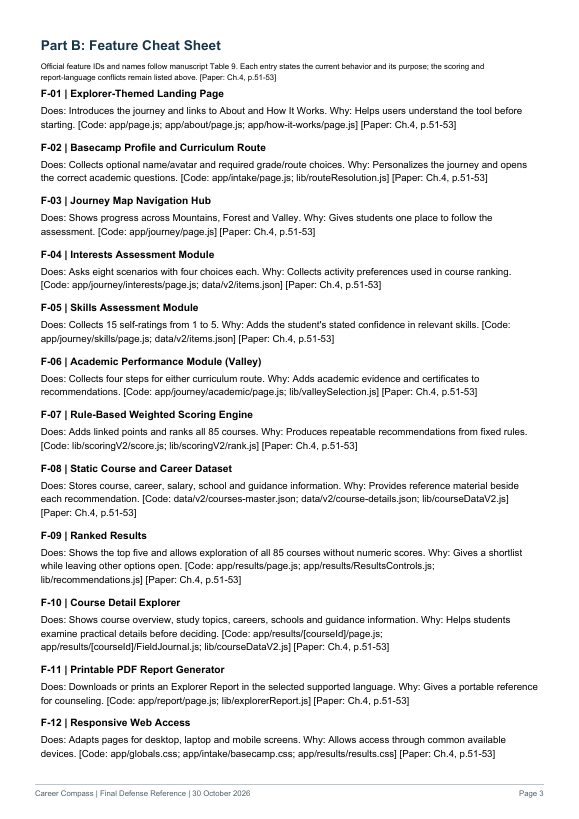 Part B: Feature Cheat Sheet
Official feature IDs and names follow manuscript Table 9. Each entry states the current behavior and its purpose; the scoring and
report-language conflicts remain listed above. [Paper: Ch.4, p.51-53]
F-01 | Explorer-Themed Landing Page
Does: Introduces the journey and links to About and How It Works. Why: Helps users understand the tool before
starting. [Code: app/page.js; app/about/page.js; app/how-it-works/page.js] [Paper: Ch.4, p.51-53]
F-02 | Basecamp Profile and Curriculum Route
Does: Collects optional name/avatar and required grade/route choices. Why: Personalizes the journey and opens
the correct academic questions. [Code: app/intake/page.js; lib/routeResolution.js] [Paper: Ch.4, p.51-53]
F-03 | Journey Map Navigation Hub
Does: Shows progress across Mountains, Forest and Valley. Why: Gives students one place to follow the
assessment. [Code: app/journey/page.js] [Paper: Ch.4, p.51-53]
F-04 | Interests Assessment Module
Does: Asks eight scenarios with four choices each. Why: Collects activity preferences used in course ranking.
[Code: app/journey/interests/page.js; data/v2/items.json] [Paper: Ch.4, p.51-53]
F-05 | Skills Assessment Module
Does: Collects 15 self-ratings from 1 to 5. Why: Adds the student's stated confidence in relevant skills. [Code:
app/journey/skills/page.js; data/v2/items.json] [Paper: Ch.4, p.51-53]
F-06 | Academic Performance Module (Valley)
Does: Collects four steps for either curriculum route. Why: Adds academic evidence and certificates to
recommendations. [Code: app/journey/academic/page.js; lib/valleySelection.js] [Paper: Ch.4, p.51-53]
F-07 | Rule-Based Weighted Scoring Engine
Does: Adds linked points and ranks all 85 courses. Why: Produces repeatable recommendations from fixed rules.
[Code: lib/scoringV2/score.js; lib/scoringV2/rank.js] [Paper: Ch.4, p.51-53]
F-08 | Static Course and Career Dataset
Does: Stores course, career, salary, school and guidance information. Why: Provides reference material beside
each recommendation. [Code: data/v2/courses-master.json; data/v2/course-details.json; lib/courseDataV2.js]
[Paper: Ch.4, p.51-53]
F-09 | Ranked Results
Does: Shows the top five and allows exploration of all 85 courses without numeric scores. Why: Gives a shortlist
while leaving other options open. [Code: app/results/page.js; app/results/ResultsControls.js;
lib/recommendations.js] [Paper: Ch.4, p.51-53]
F-10 | Course Detail Explorer
Does: Shows course overview, study topics, careers, schools and guidance information. Why: Helps students
examine practical details before deciding. [Code: app/results/[courseId]/page.js;
app/results/[courseId]/FieldJournal.js; lib/courseDataV2.js] [Paper: Ch.4, p.51-53]
F-11 | Printable PDF Report Generator
Does: Downloads or prints an Explorer Report in the selected supported language. Why: Gives a portable reference
for counseling. [Code: app/report/page.js; lib/explorerReport.js] [Paper: Ch.4, p.51-53]
F-12 | Responsive Web Access
Does: Adapts pages for desktop, laptop and mobile screens. Why: Allows access through common available
devices. [Code: app/globals.css; app/intake/basecamp.css; app/results/results.css] [Paper: Ch.4, p.51-53]
Career Compass | Final Defense Reference | 30 October 2026
Page 3